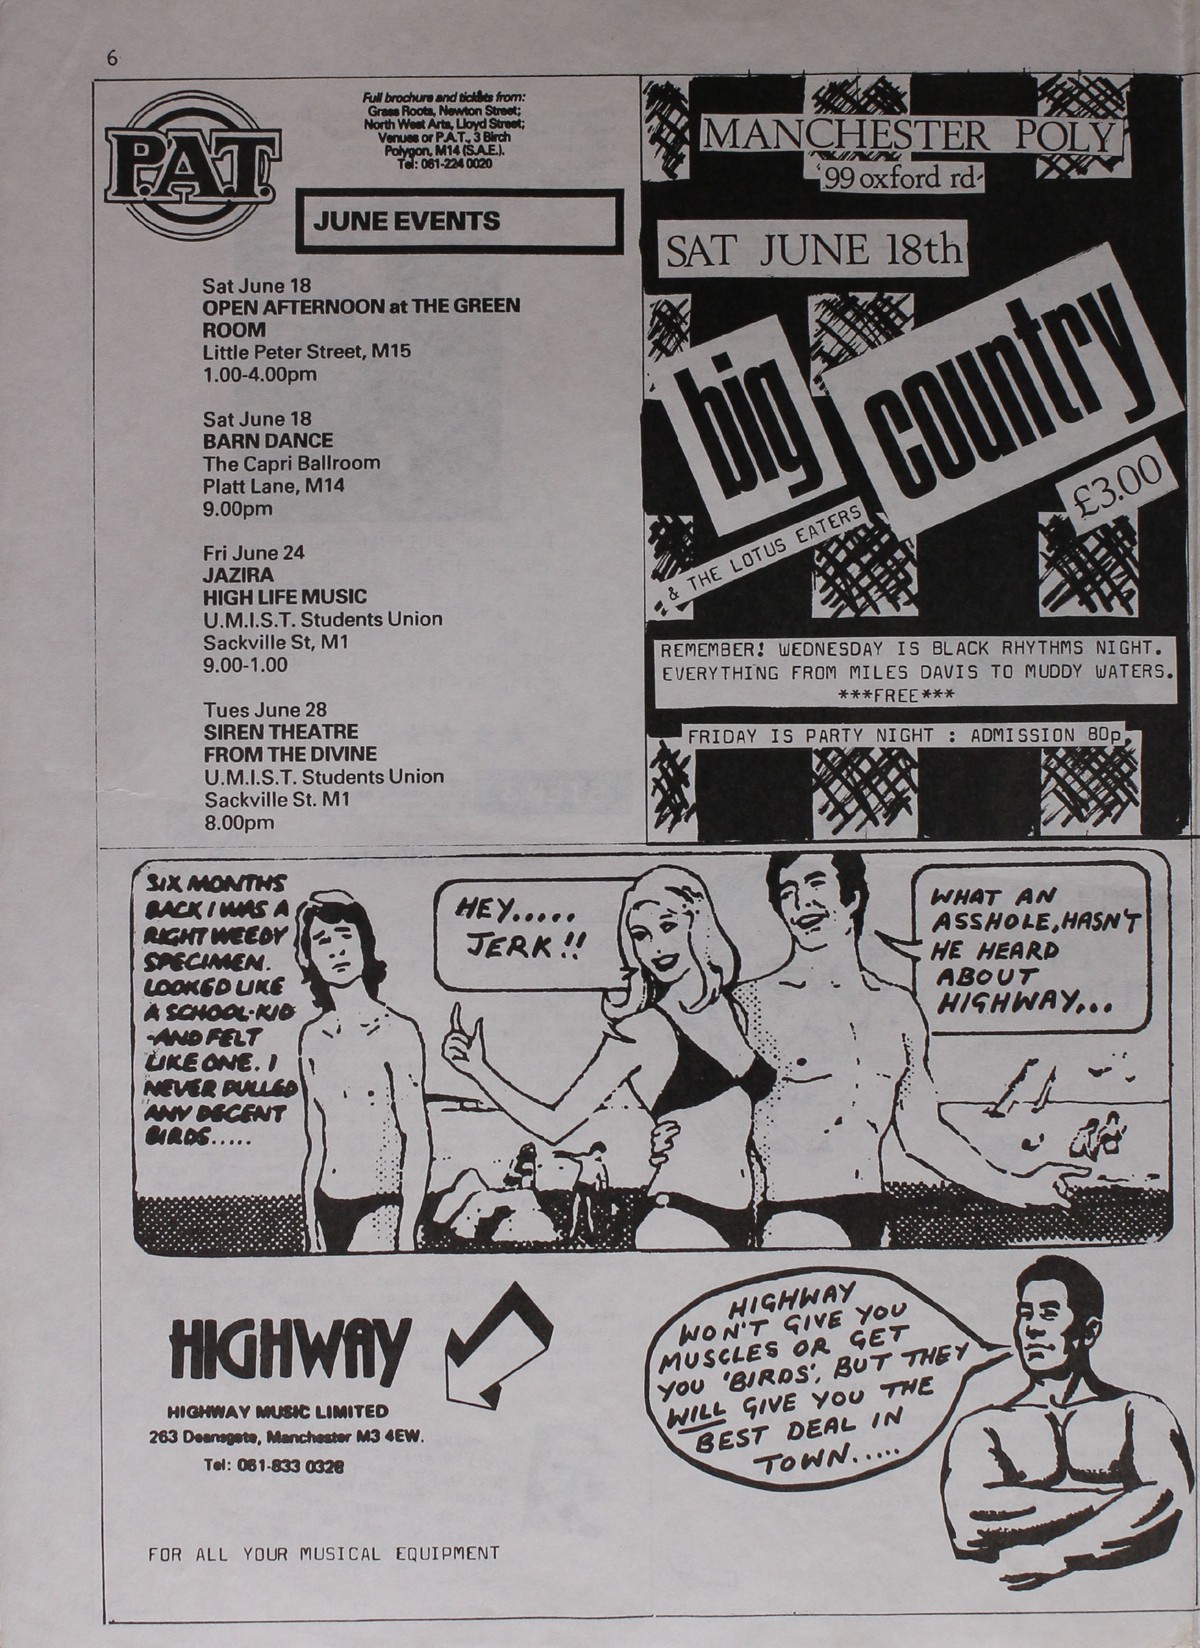 6
P.A.T.
Full brochure and tickets from:
Grass Roots, Newton Street;
North West Arts, Lloyd Street;
Venues or P.A.T., 3 Birch
Polygon, M14 (S.A.E.).
Tel: 061-224 0020
JUNE EVENTS
Sat June 18
OPEN AFTERNOON at THE GREEN
ROOM
Little Peter Street, M15
1.00-4.00pm
Sat June 18
BARN DANCE
The Capri Ballroom
Platt Lane, M14
9.00pm
Fri June 24
JAZIRA
HIGH LIFE MUSIC
U.M.I.S.T. Students Union
Sackville St, M1
9.00-1.00
Tues June 28
SIREN THEATRE
FROM THE DIVINE
U.M.I.S.T. Students Union
Sackville St. M1
8.00pm
MANCHESTER POLY
99 oxford rd.
SAT JUNE 18th
big
country
£3.00
& THE LOTUS EATERS
REMEMBER! WEDNESDAY IS BLACK RHYTHMS NIGHT.
EVERYTHING FROM MILES DAVIS TO MUDDY WATERS.
***FREE***
FRIDAY IS PARTY NIGHT : ADMISSION 80p.
SIX MONTHS
BACK I WAS A
RIGHT WEEDY
SPECIMEN.
LOOKED LIKE
A SCHOOL-KID
-AND FELT
LIKE ONE. I
NEVER PULLED
ANY DECENT
BIRDS.....
HEY.....
JERK!!
WHAT AN
ASSHOLE, HASN'T
HE HEARD
ABOUT
HIGHWAY...
HIGHWAY
HIGHWAY MUSIC LIMITED
263 Deansgate, Manchester M3 4EW.
Tel: 061-833 0328
FOR ALL YOUR MUSICAL EQUIPMENT
HIGHWAY
WON'T GIVE YOU
MUSCLES OR GET
YOU 'BIRDS', BUT THEY
WILL GIVE YOU THE
BEST DEAL IN
TOWN.....